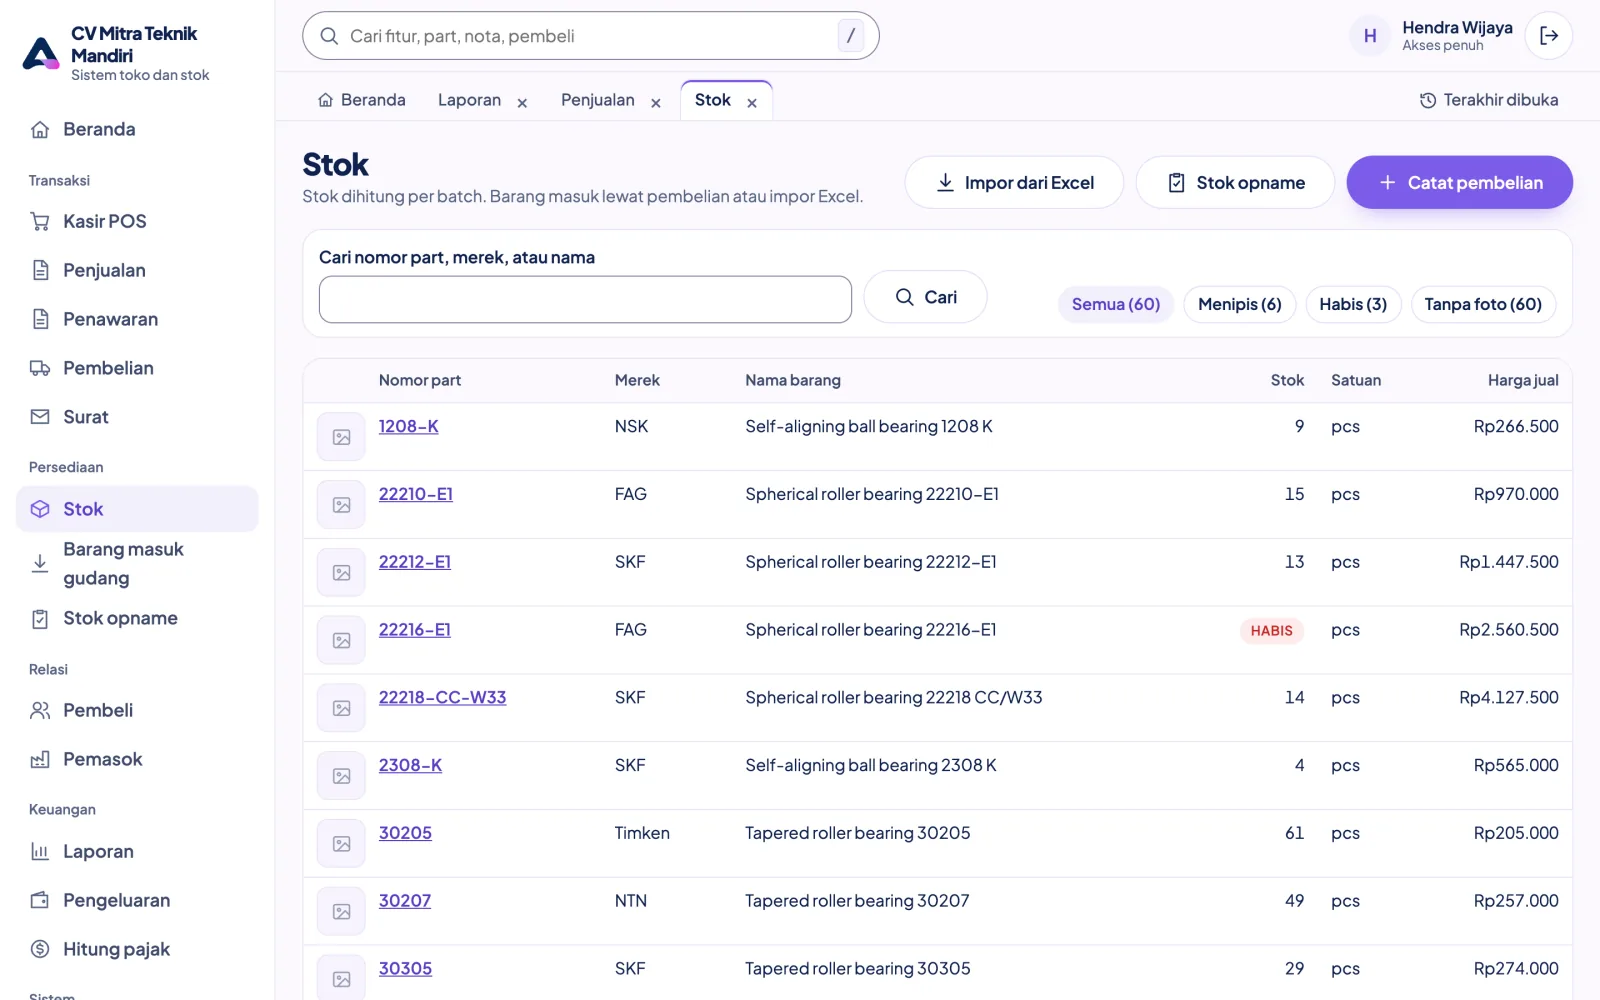 CV Mitra Teknik
Mandiri
Sistem toko dan stok
Cari fitur, part, nota, pembeli
/
H
Hendra Wijaya
Akses penuh
Beranda
Laporan
Penjualan
Stok
Terakhir dibuka
Beranda
Transaksi
Kasir POS
Penjualan
Penawaran
Pembelian
Surat
Persediaan
Stok
Barang masuk
gudang
Stok opname
Relasi
Pembeli
Pemasok
Keuangan
Laporan
Pengeluaran
Hitung pajak
Sistem
Stok
Stok dihitung per batch. Barang masuk lewat pembelian atau impor Excel.
Impor dari Excel
Stok opname
Catat pembelian
Cari nomor part, merek, atau nama
Cari
Semua (60)
Menipis (6)
Habis (3)
Tanpa foto (60)
Nomor part Merek Nama barang Stok Satuan Harga jual
1208-K NSK Self-aligning ball bearing 1208 K 9 pcs Rp266.500
22210-E1 FAG Spherical roller bearing 22210-E1 15 pcs Rp970.000
22212-E1 SKF Spherical roller bearing 22212-E1 13 pcs Rp1.447.500
22216-E1 FAG Spherical roller bearing 22216-E1 HABIS pcs Rp2.560.500
22218-CC-W33 SKF Spherical roller bearing 22218 CC/W33 14 pcs Rp4.127.500
2308-K SKF Self-aligning ball bearing 2308 K 4 pcs Rp565.000
30205 Timken Tapered roller bearing 30205 61 pcs Rp205.000
30207 NTN Tapered roller bearing 30207 49 pcs Rp257.000
30305 SKF Tapered roller bearing 30305 29 pcs Rp274.000